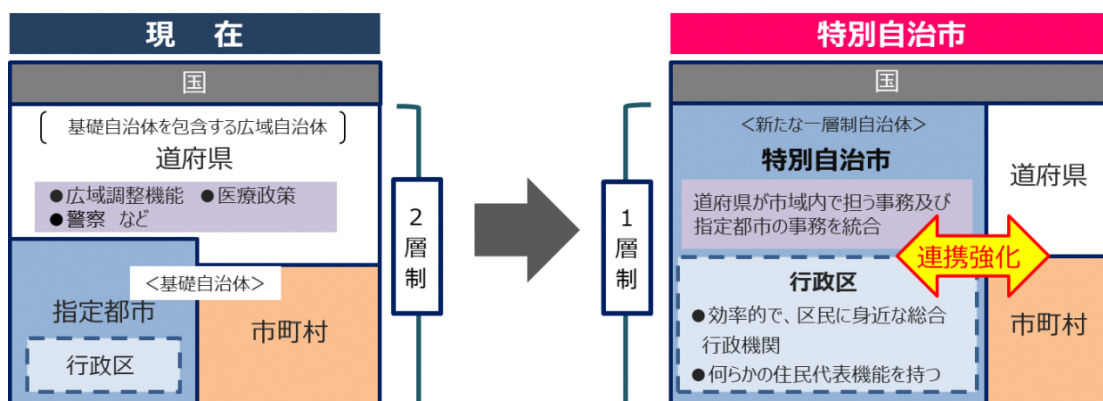 現 在
国
基礎自治体を包含する広域自治体
道府県
●広域調整機能 ●医療政策
●警察 など
<基礎自治体>
指定都市
行政区
市町村
2層制
特別自治市
国
<新たな一層制自治体>
特別自治市
道府県が市域内で担う事務及び
指定都市の事務を統合
行政区
●効率的で、区民に身近な総合
行政機関
●何らかの住民代表機能を持つ
1層制
道府県
連携強化
市町村